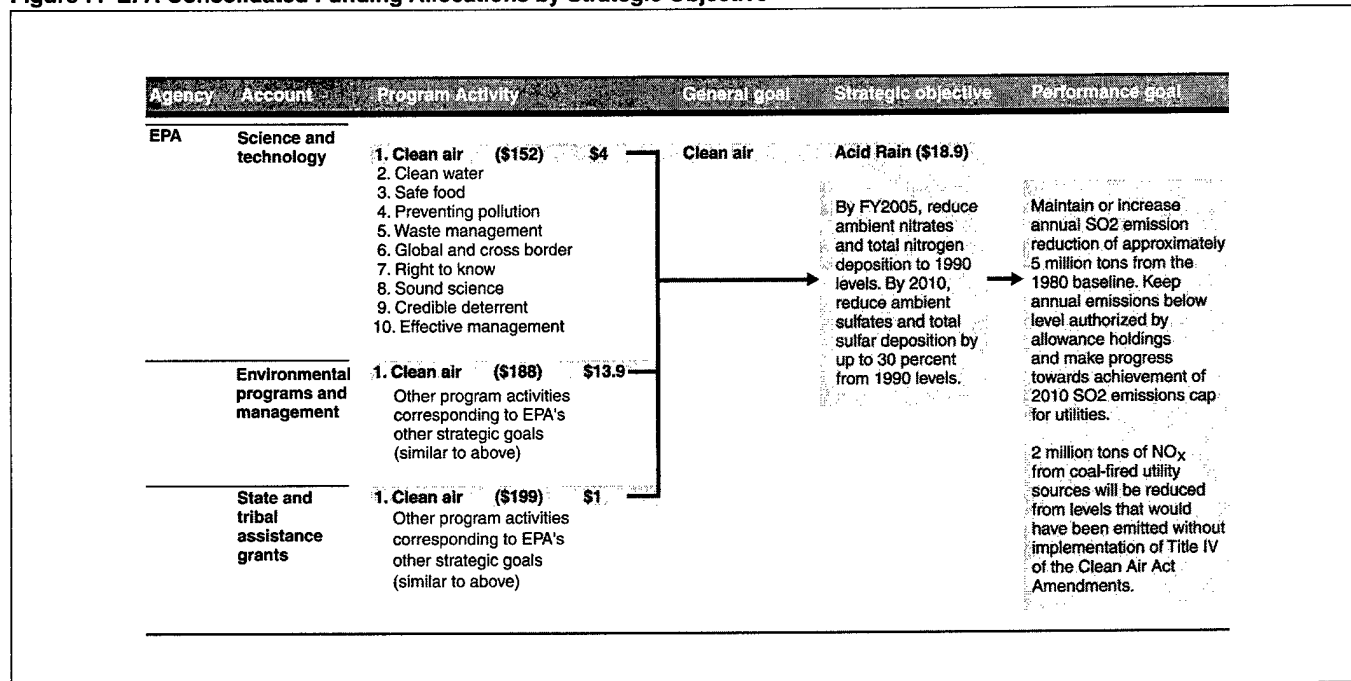 Figure 11 EPA Consolidated Funding Allocations by Strategic Objective
Agency Account Program Activity General goal Strategic objective Performance goal
EPA
Science and
technology
1. Clean air ($152) $4
2. Clean water
3. Safe food
4. Preventing pollution
5. Waste management
6. Global and cross border
7. Right to know
8. Sound science
9. Credible deterrent
10. Effective management
Environmental
programs and
management
1. Clean air ($188) $13.9
Other program activities
corresponding to EPA's
other strategic goals
(similar to above)
State and
tribal
assistance
grants
1. Clean air ($199) $1
Other program activities
corresponding to EPA's
other strategic goals
(similar to above)
Clean air
Acid Rain ($18.9)
By FY2005, reduce
ambient nitrates
and total nitrogen
deposition to 1990
levels. By 2010,
reduce ambient
sulfates and total
sulfar deposition by
up to 30 percent
from 1990 levels.
Maintain or increase
annual SO2 emission
reduction of approximately
5 million tons from the
1980 baseline. Keep
annual emissions below
level authorized by
allowance holdings
and make progress
towards achievement of
2010 SO2 emissions cap
for utilities.
2 million tons of NOX
from coal-fired utility
sources will be reduced
from levels that would
have been emitted without
implementation of Title IV
of the Clean Air Act
Amendments.